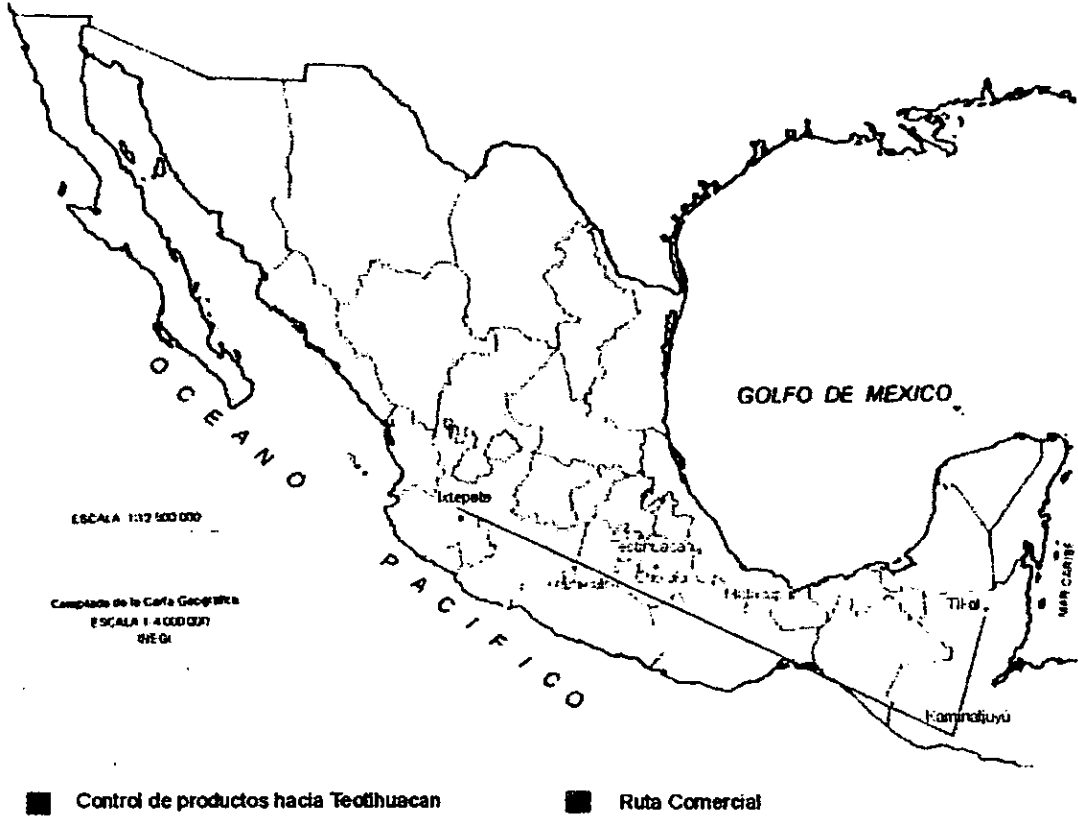 GOLFO DE MEXICO
OCEANO
PACIFICO
Ixtepete
Teotihuacan
Tikal
MAR CARIBE
Kaminaljuyú
ESCALA 1:12 500 000
Compilado de la Carta Geográfica
ESCALA 1:4 000 000
INEGI
Control de productos hacia Teotihuacan
Ruta Comercial